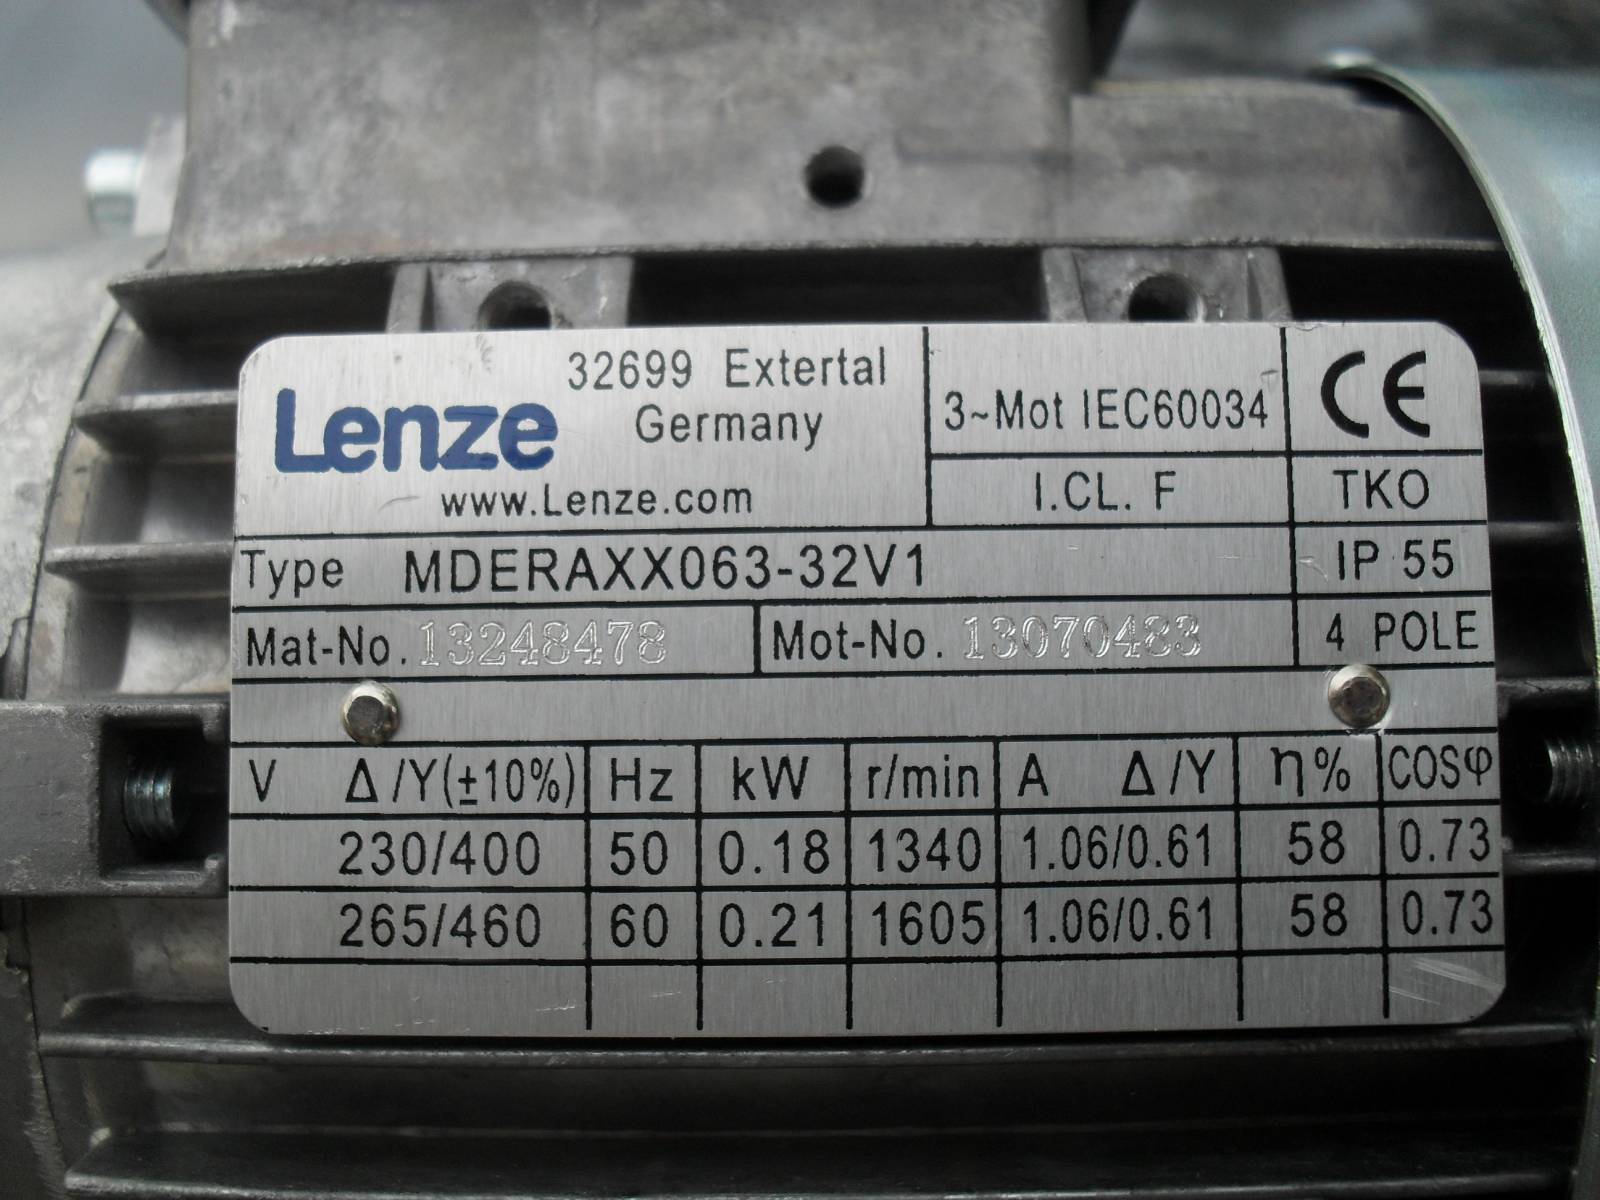 Lenze
32699 Extertal
Germany
www.Lenze.com
3~Mot IEC60034
CE
I.CL. F
TKO
Type MDERAXX063-32V1
IP 55
Mat-No. 13248478
Mot-No. 13070483
4 POLE
V Δ/Y(±10%) Hz kW r/min A Δ/Y η% COSφ
230/400 50 0.18 1340 1.06/0.61 58 0.73
265/460 60 0.21 1605 1.06/0.61 58 0.73